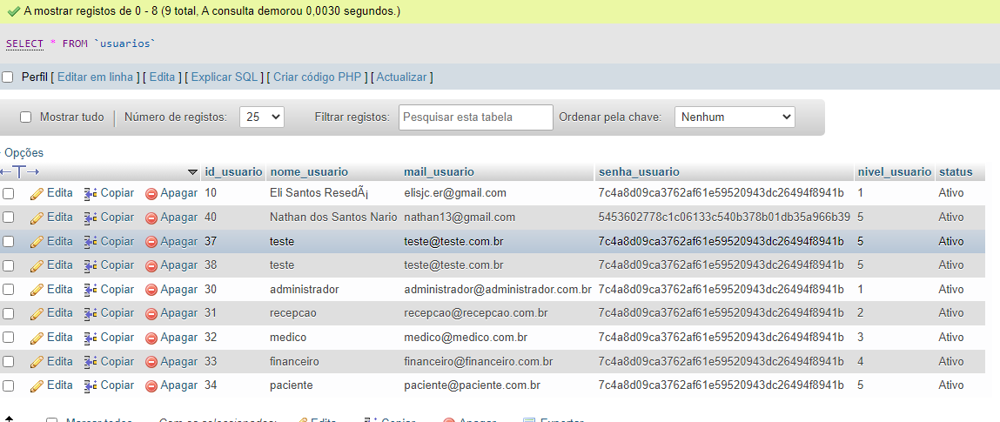 A mostrar registos de 0 - 8 (9 total, A consulta demorou 0,0030 segundos.)
SELECT * FROM `usuarios`
Perfil [ Editar em linha ] [ Edita ] [ Explicar SQL ] [ Criar código PHP ] [ Actualizar ]
Mostrar tudo Número de registos: 25 Filtrar registos: Pesquisar esta tabela Ordenar pela chave: Nenhum
Opções
id_usuario nome_usuario mail_usuario senha_usuario nivel_usuario status
Edita Copiar Apagar 10 Eli Santos ResedÃ¡ elisjc.er@gmail.com 7c4a8d09ca3762af61e59520943dc26494f8941b 1 Ativo
Edita Copiar Apagar 40 Nathan dos Santos Nario nathan13@gmail.com 5453602778c1c06133c540b378b01db35a966b39 5 Ativo
Edita Copiar Apagar 37 teste teste@teste.com.br 7c4a8d09ca3762af61e59520943dc26494f8941b 5 Ativo
Edita Copiar Apagar 38 teste teste@teste.com.br 7c4a8d09ca3762af61e59520943dc26494f8941b 5 Ativo
Edita Copiar Apagar 30 administrador administrador@administrador.com.br 7c4a8d09ca3762af61e59520943dc26494f8941b 1 Ativo
Edita Copiar Apagar 31 recepcao recepcao@recepcao.com.br 7c4a8d09ca3762af61e59520943dc26494f8941b 2 Ativo
Edita Copiar Apagar 32 medico medico@medico.com.br 7c4a8d09ca3762af61e59520943dc26494f8941b 3 Ativo
Edita Copiar Apagar 33 financeiro financeiro@financeiro.com.br 7c4a8d09ca3762af61e59520943dc26494f8941b 4 Ativo
Edita Copiar Apagar 34 paciente paciente@paciente.com.br 7c4a8d09ca3762af61e59520943dc26494f8941b 5 Ativo
Marcar todos Com os seleccionados: Edita Copiar Apagar Exportar